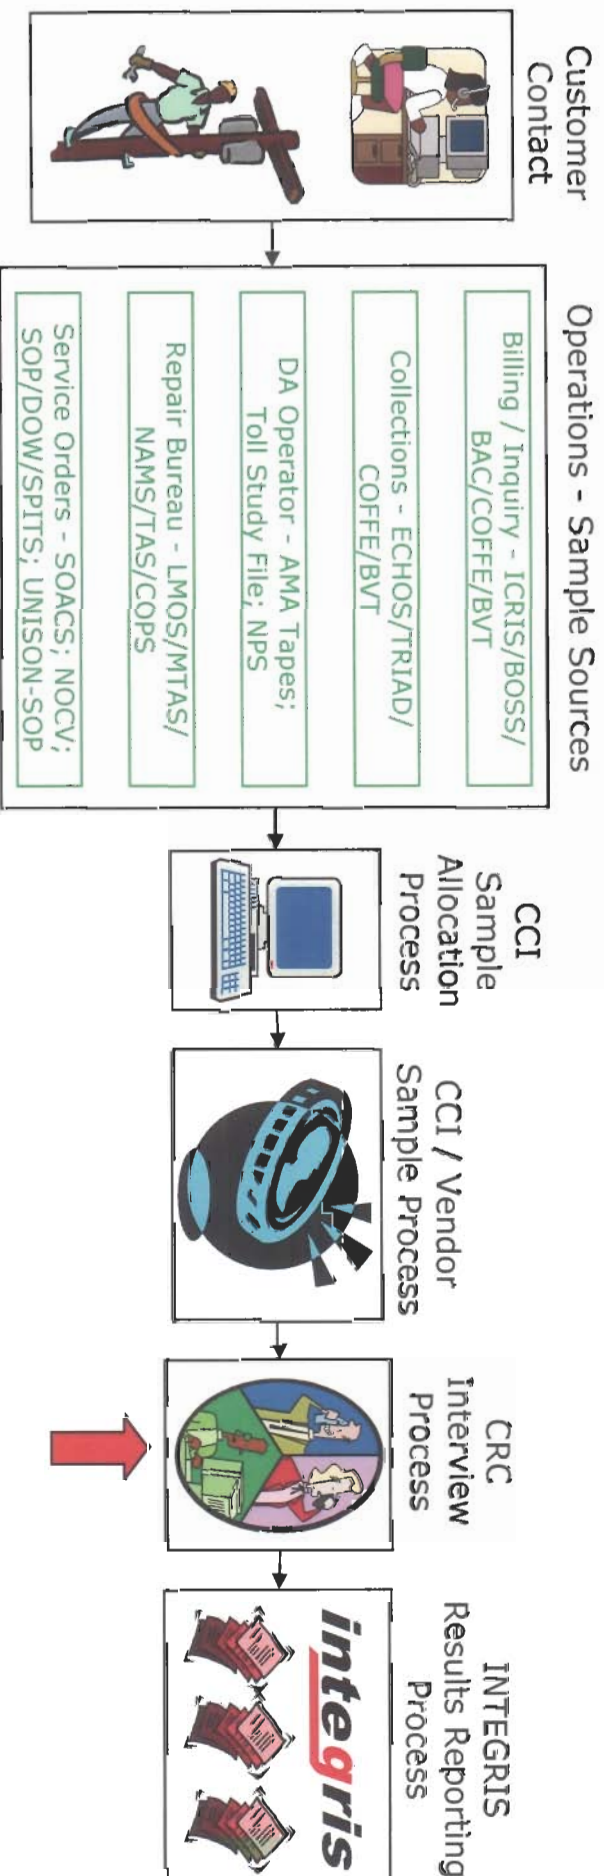 Customer
Contact
Operations - Sample Sources
Billing / Inquiry - ICRIS/BOSS/
BAC/COFFE/BVT
Collections - ECHOS/TRIAD/
COFFE/BVT
DA Operator - AMA Tapes;
Toll Study File; NPS
Repair Bureau - LMOS/MTAS/
NAMS/TAS/COPS
Service Orders - SOACS; NOCV;
SOP/DOW/SPITS; UNISON-SOP
CCI
Sample
Allocation
Process
CCI / Vendor
Sample Process
CRC
Interview
Process
INTEGRIS
Results Reporting
Process
integris